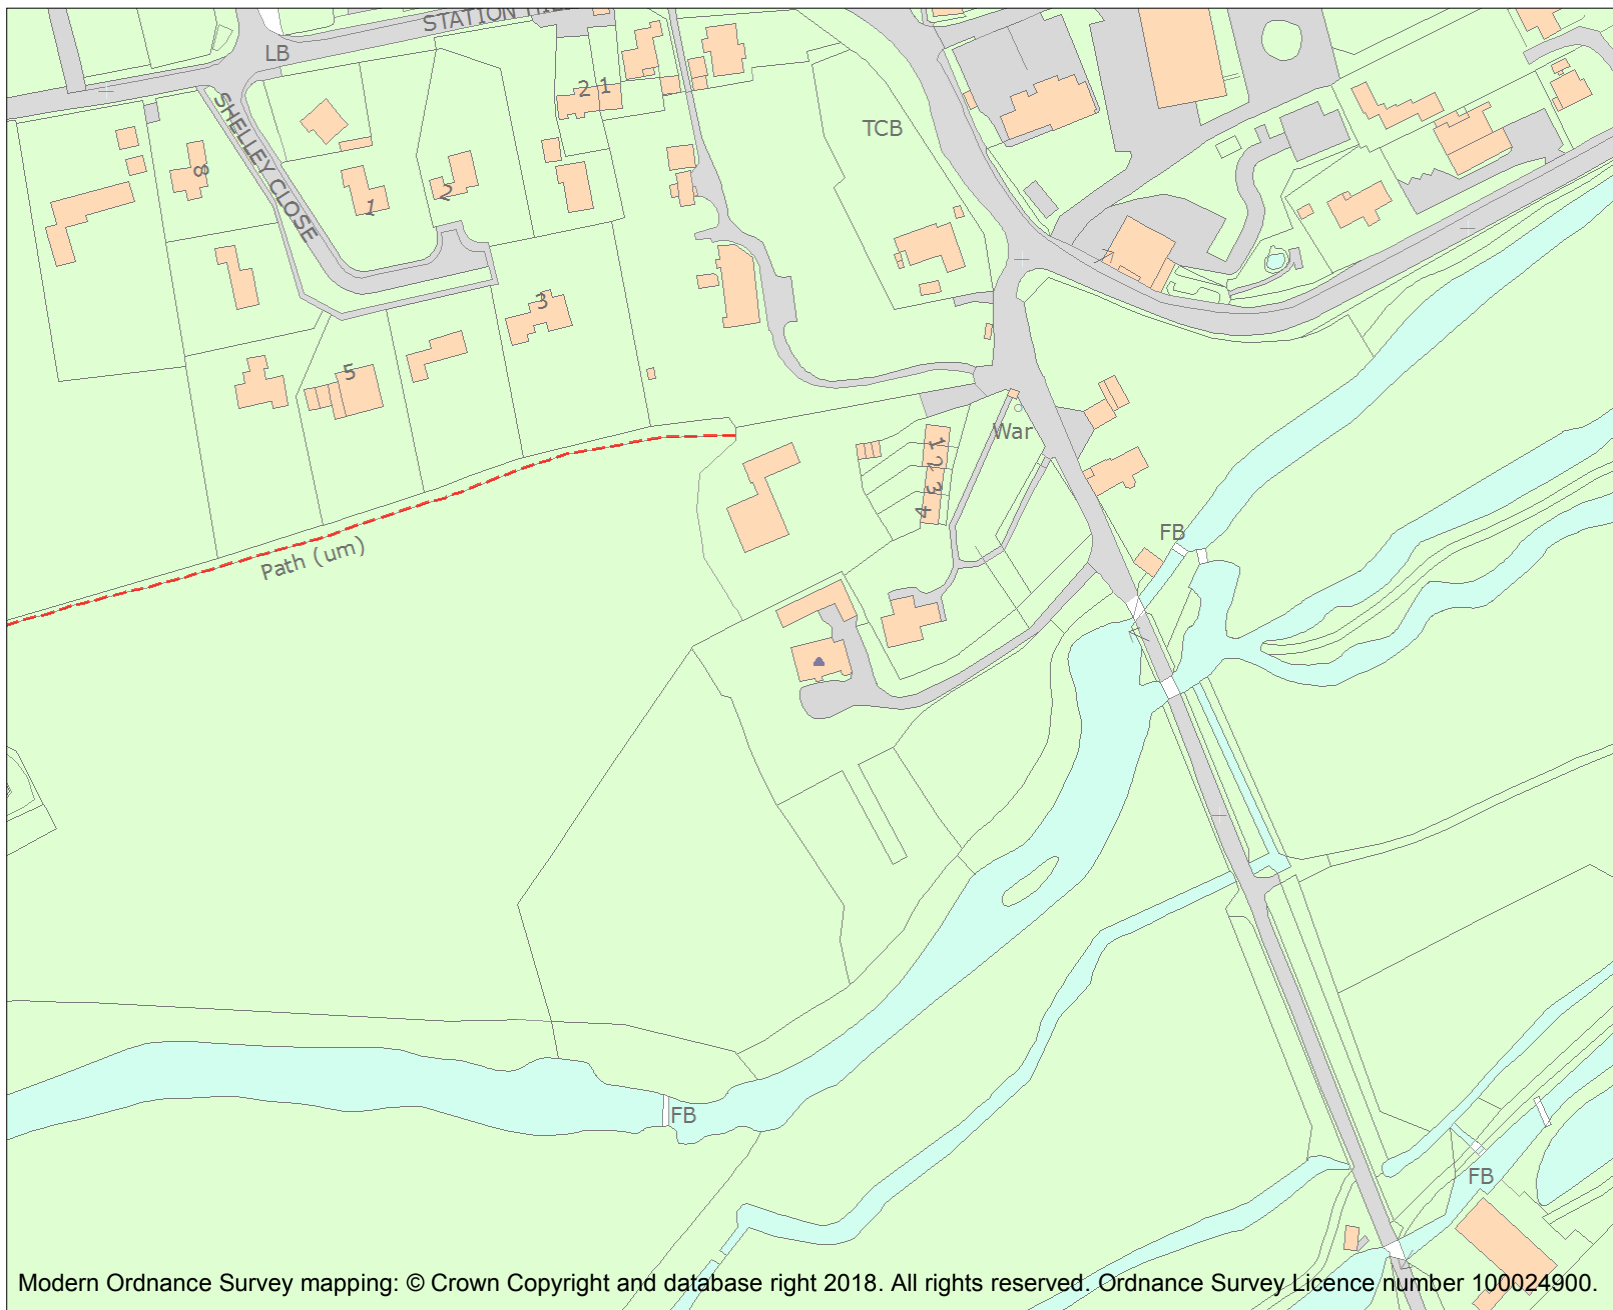 STATION HILL
LB
2 1
TCB
SHELLEY CLOSE
8
1
2
3
5
War
1
2
3
4
FB
Path (um)
FB
FB
Modern Ordnance Survey mapping: © Crown Copyright and database right 2018. All rights reserved. Ordnance Survey Licence number 100024900.